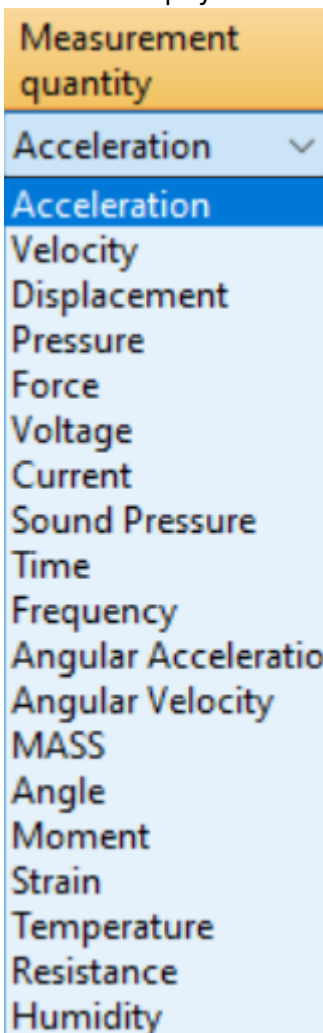 Measurement
quantity
Acceleration
Acceleration
Velocity
Displacement
Pressure
Force
Voltage
Current
Sound Pressure
Time
Frequency
Angular Acceleratio
Angular Velocity
MASS
Angle
Moment
Strain
Temperature
Resistance
Humidity